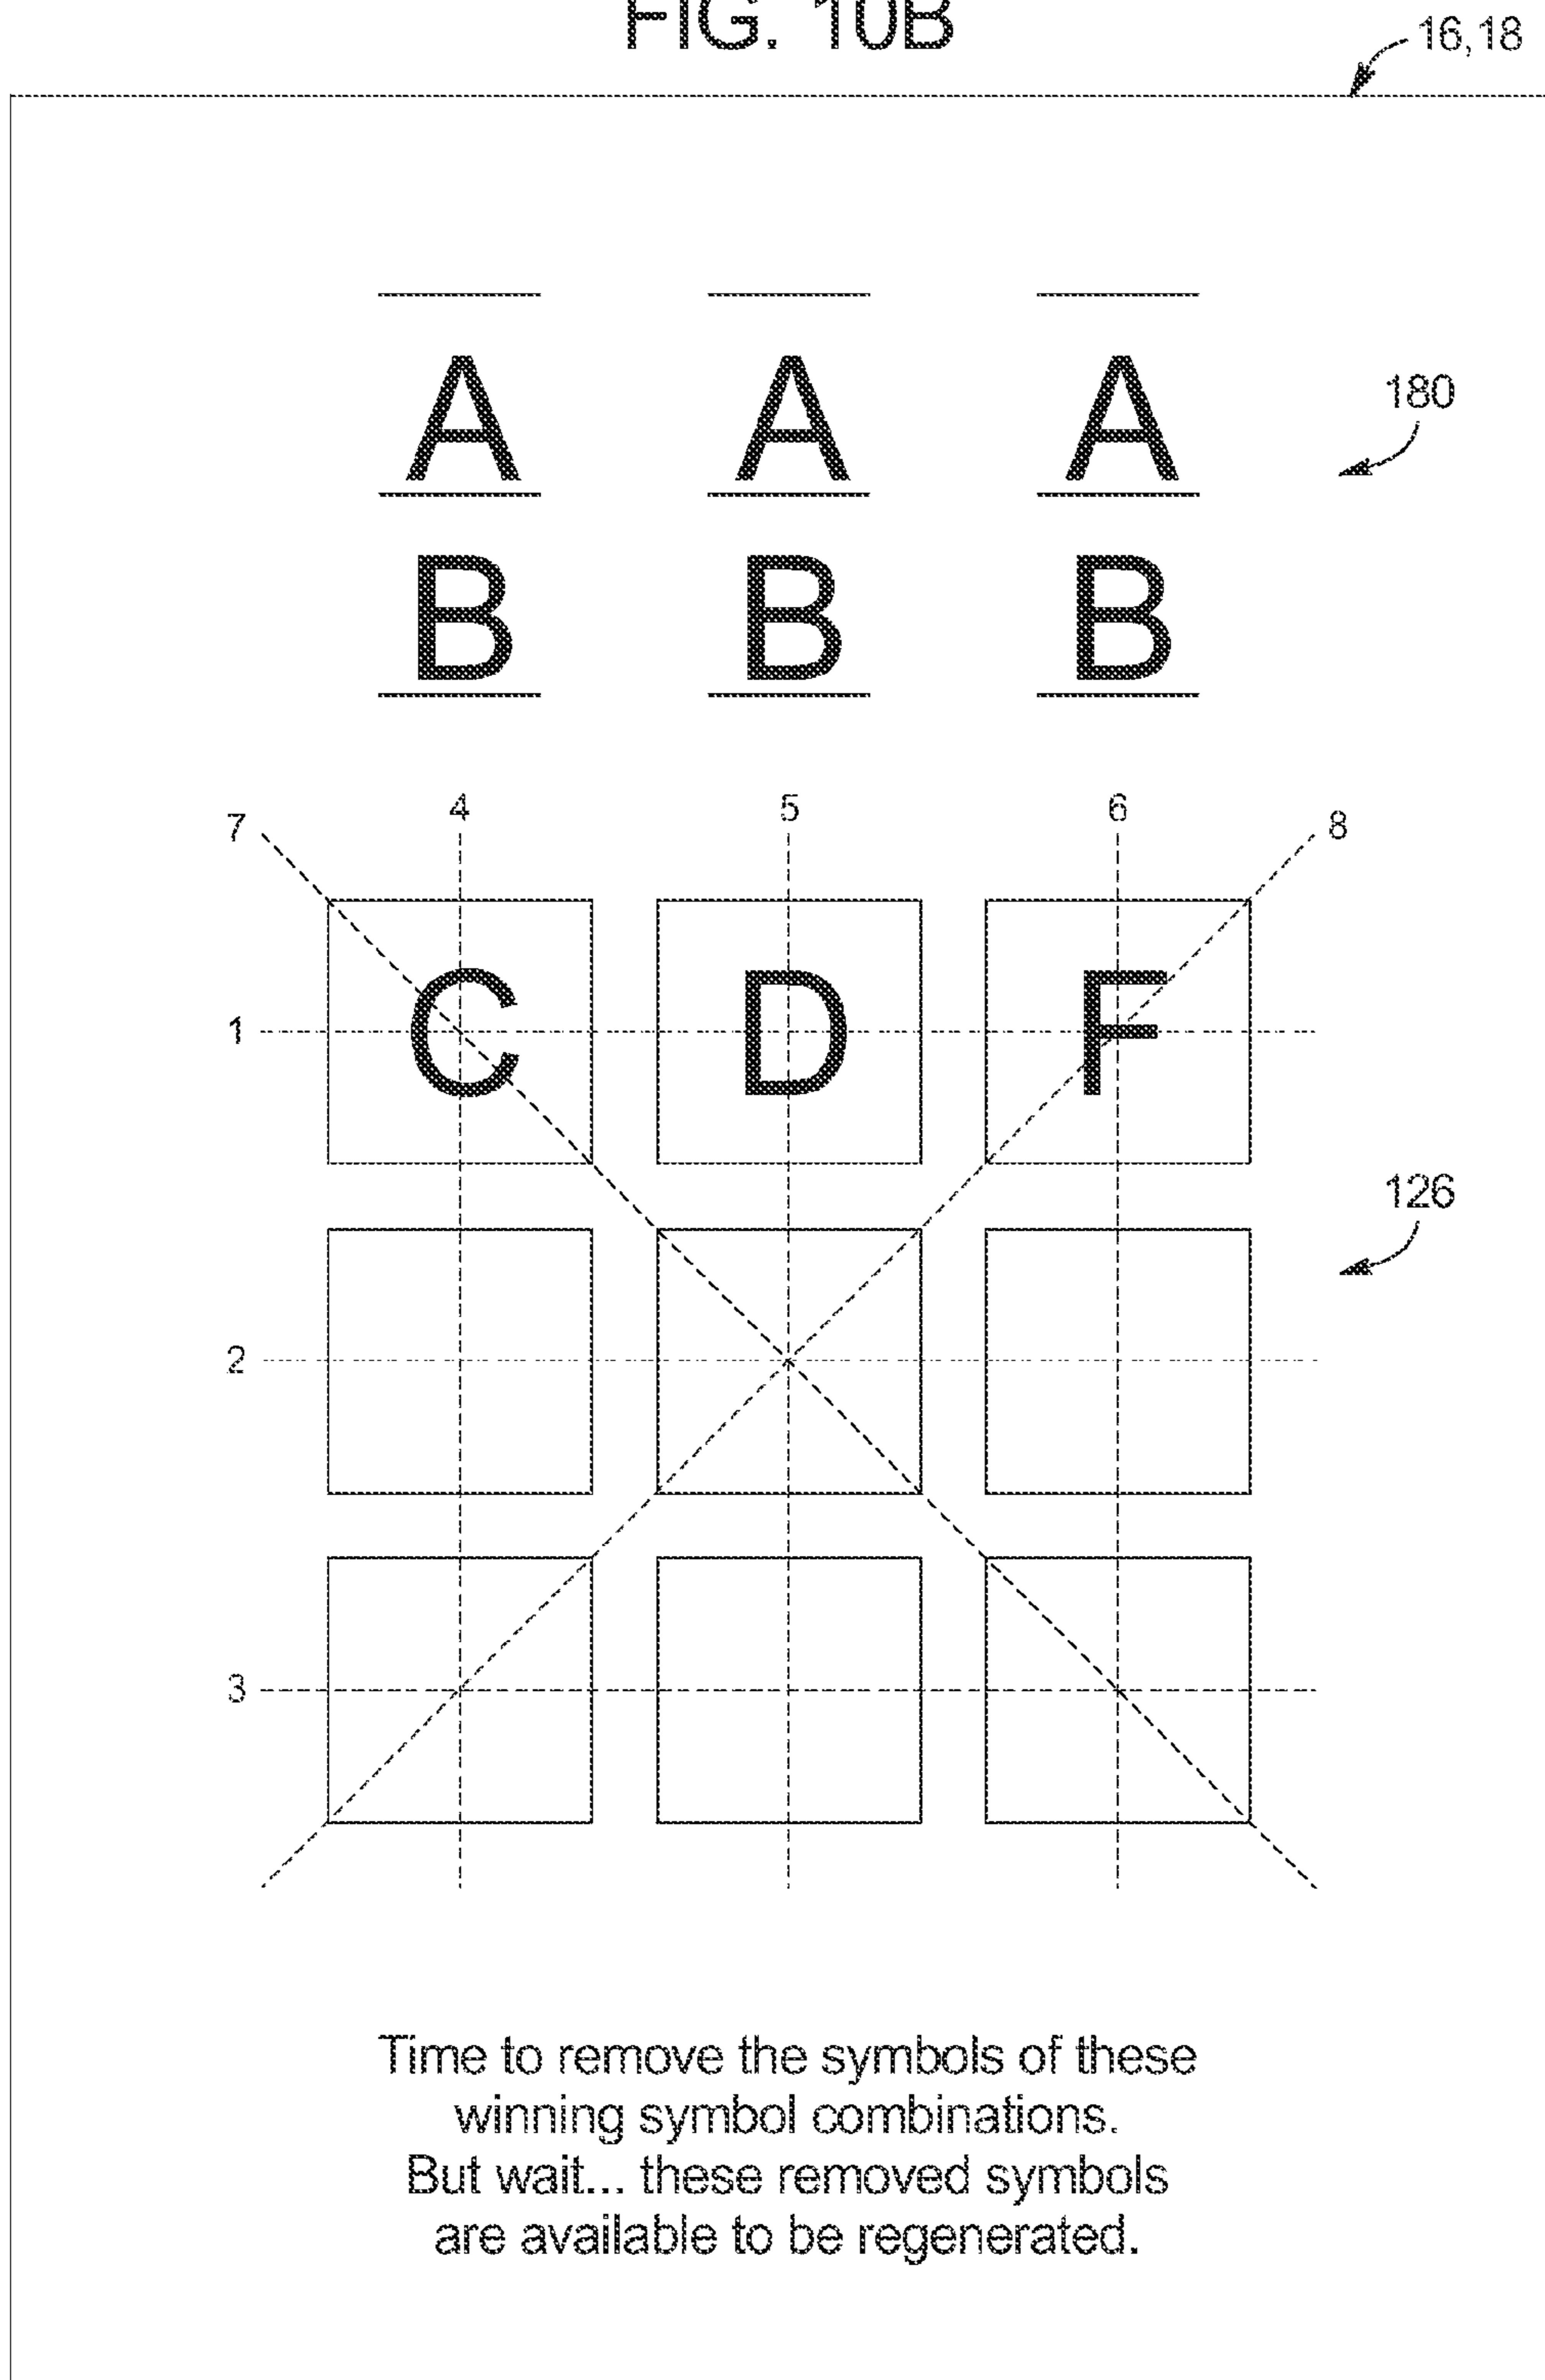 FIG. 10B
16,18
A A A
180
B B B
7 4 5 6 8
1 C D F
126
2
3
Time to remove the symbols of these
winning symbol combinations.
But wait... these removed symbols
are available to be regenerated.